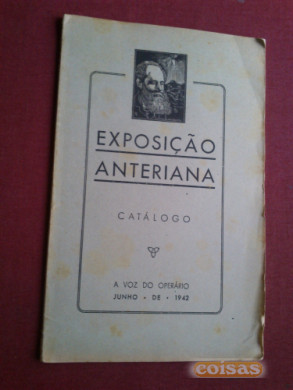 EXPOSIÇÃO
ANTERIANA
CATÁLOGO
A VOZ DO OPERÁRIO
JUNHO - DE - 1942
coisas